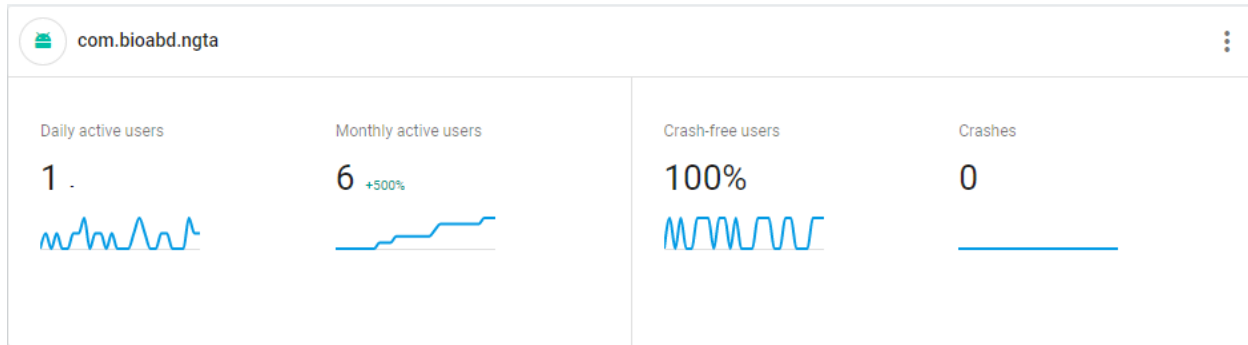 com.bioabd.ngta
Daily active users
1 -
Monthly active users
6 +500%
Crash-free users
100%
Crashes
0